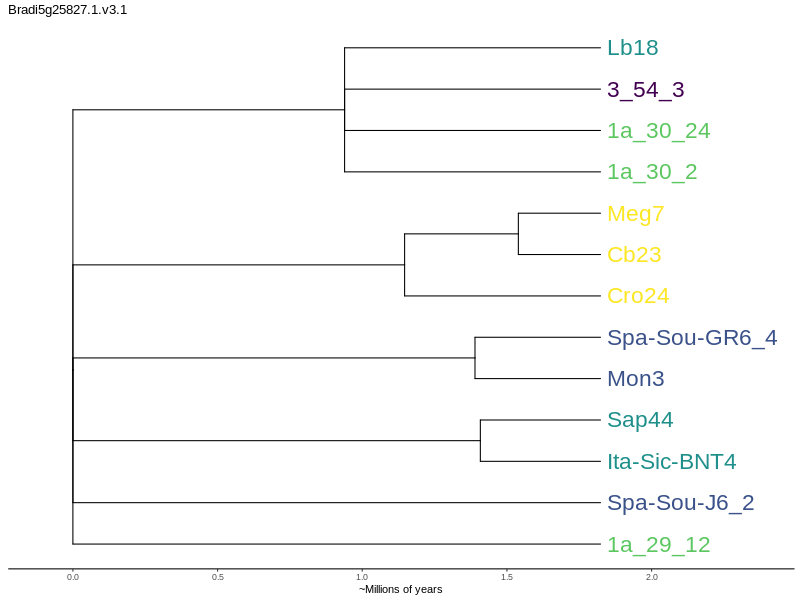 Bradi5g25827.1.v3.1
Lb18
3_54_3
1a_30_24
1a_30_2
Meg7
Cb23
Cro24
Spa-Sou-GR6_4
Mon3
Sap44
Ita-Sic-BNT4
Spa-Sou-J6_2
1a_29_12
0.0 0.5 1.0 1.5 2.0
~Millions of years